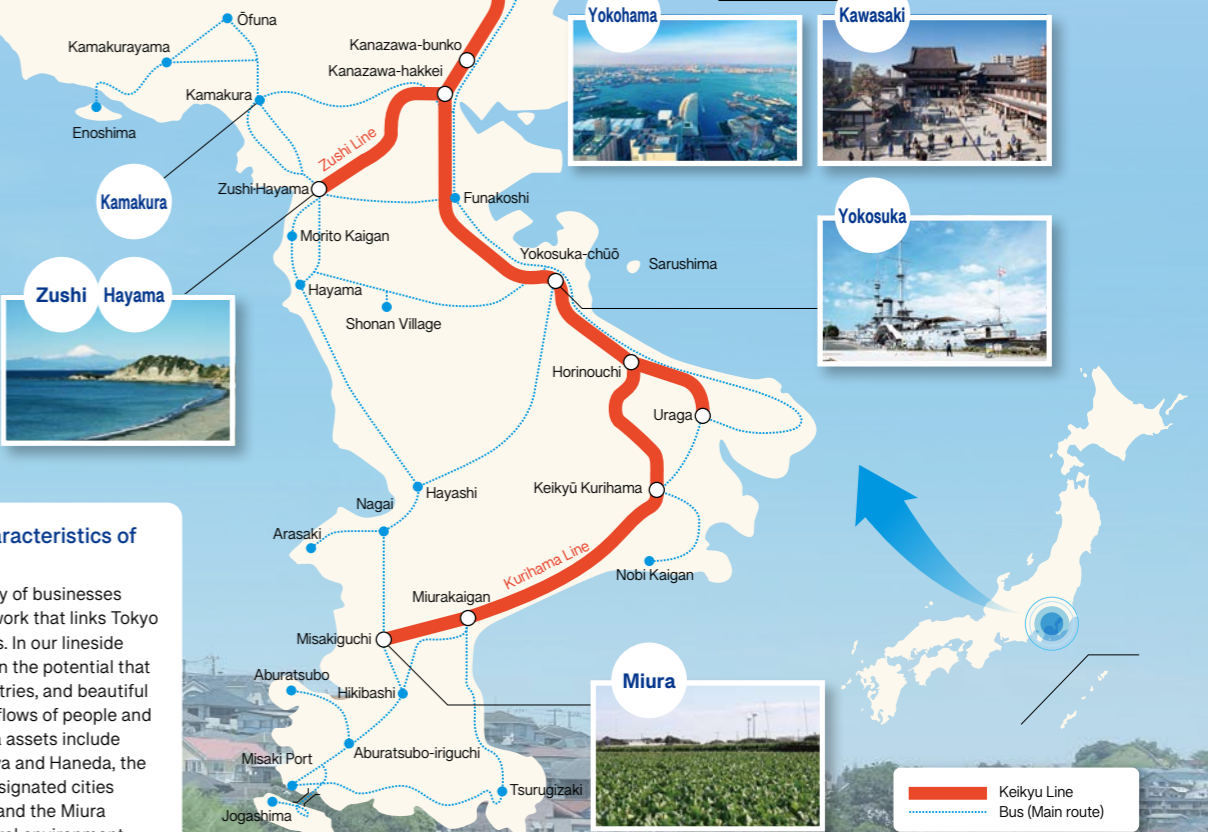 Ōfuna
Kamakurayama
Kamakura
Enoshima
Kanazawa-bunko
Kanazawa-hakkei
Zushi Line
Zushi·Hayama
Funakoshi
Morito Kaigan
Hayama
Shonan Village
Yokosuka-chūō
Sarushima
Horinouchi
Uraga
Keikyū Kurihama
Hayashi
Nagai
Arasaki
Nobi Kaigan
Kurihama Line
Miurakaigan
Misakiguchi
Aburatsubo
Hikibashi
Aburatsubo-iriguchi
Misaki Port
Jogashima
Tsurugizaki
Yokohama
Kawasaki
Yokosuka
Kamakura
Zushi
Hayama
Miura
of
of businesses
work that links Tokyo
In our lineside
the potential that
and beautiful
flows of people and
assets include
and Haneda, the
cities
and the Miura
environment
Keikyu Line
Bus (Main route)